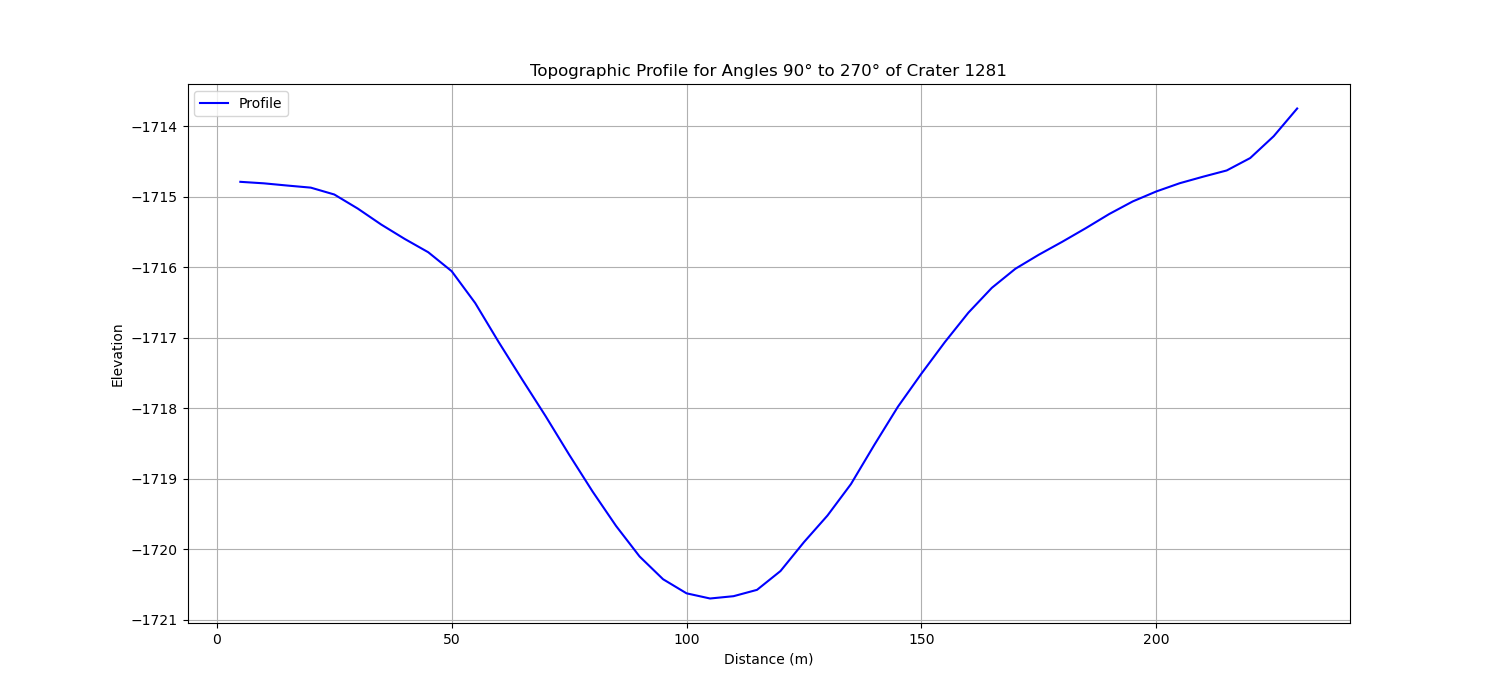 Topographic Profile for Angles 90° to 270° of Crater 1281
Profile
−1714
−1715
−1716
−1717
−1718
−1719
−1720
−1721
Elevation
0 50 100 150 200
Distance (m)